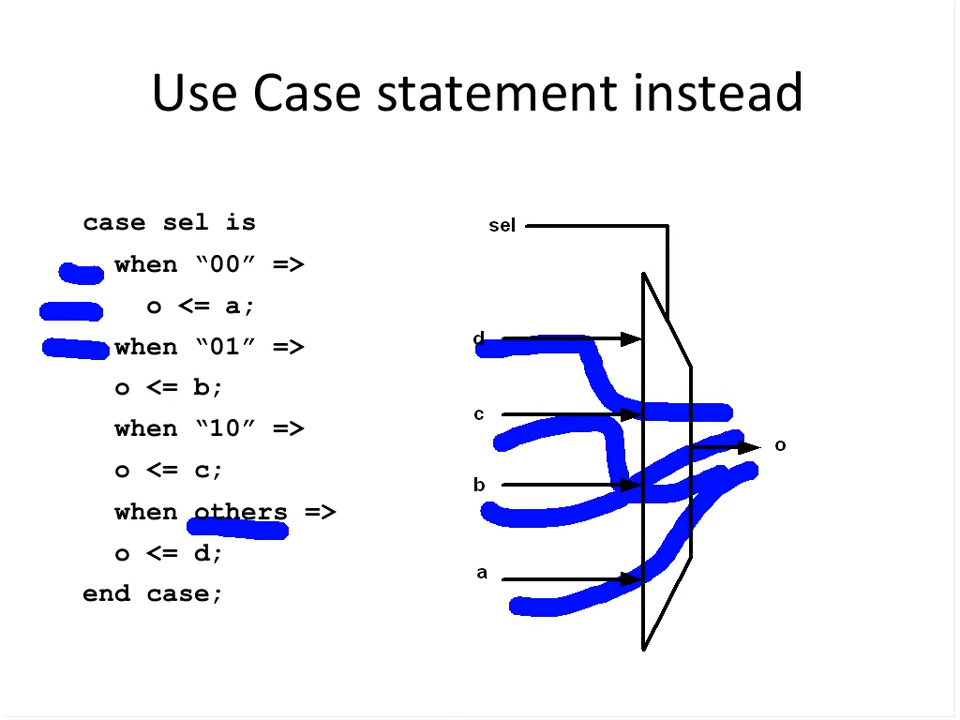 Use Case statement instead
case sel is
when “00” =>
o <= a;
when “01” =>
o <= b;
when “10” =>
o <= c;
when others =>
o <= d;
end case;
sel
d
c
o
b
a